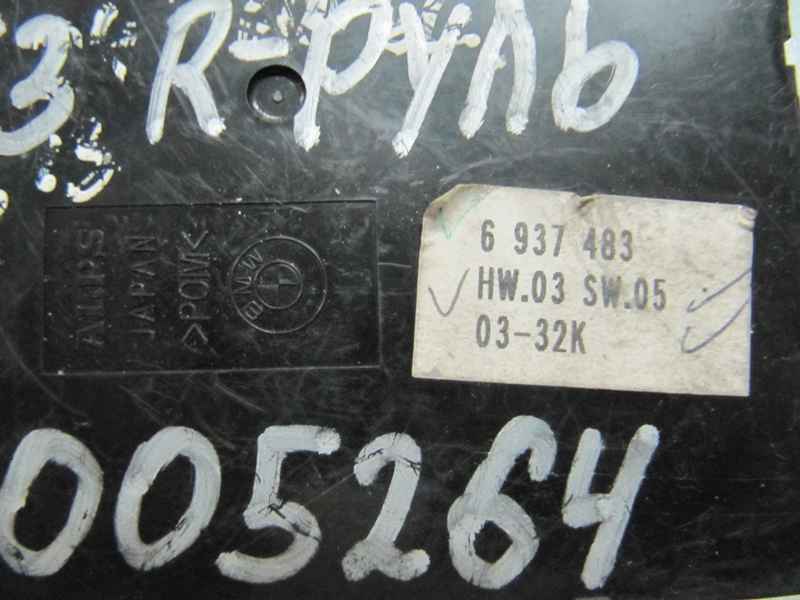 3 R-руль
6 937 483
HW.03 SW.05
03-32K
ALPS
JAPAN
>POM<
BMW
005264